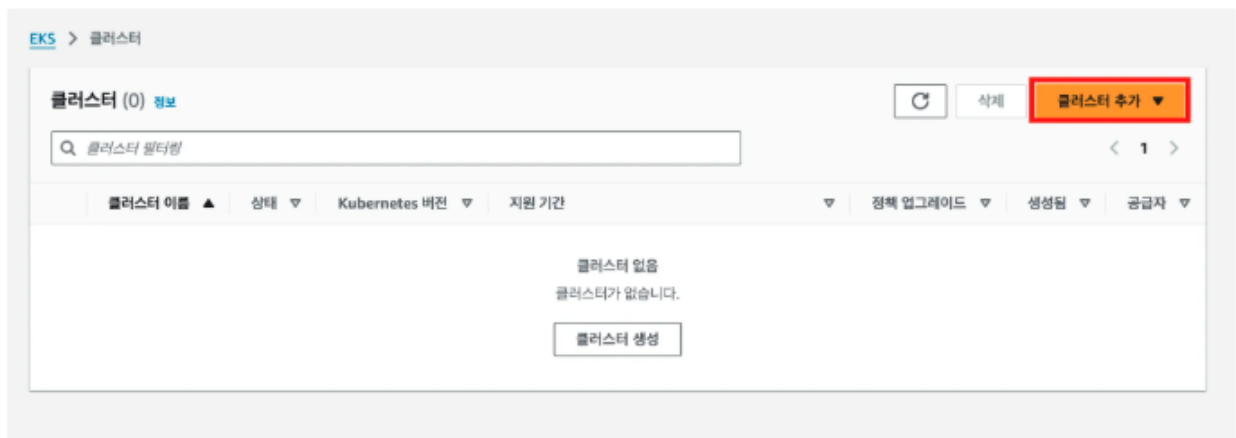 EKS > 클러스터
클러스터 (0) 정보
삭제
클러스터 추가 ▼
클러스터 필터링
< 1 >
클러스터 이름 ▲ 상태 ▽ Kubernetes 버전 ▽ 지원 기간 ▽ 정책 업그레이드 ▽ 생성됨 ▽ 공급자 ▽
클러스터 없음
클러스터가 없습니다.
클러스터 생성